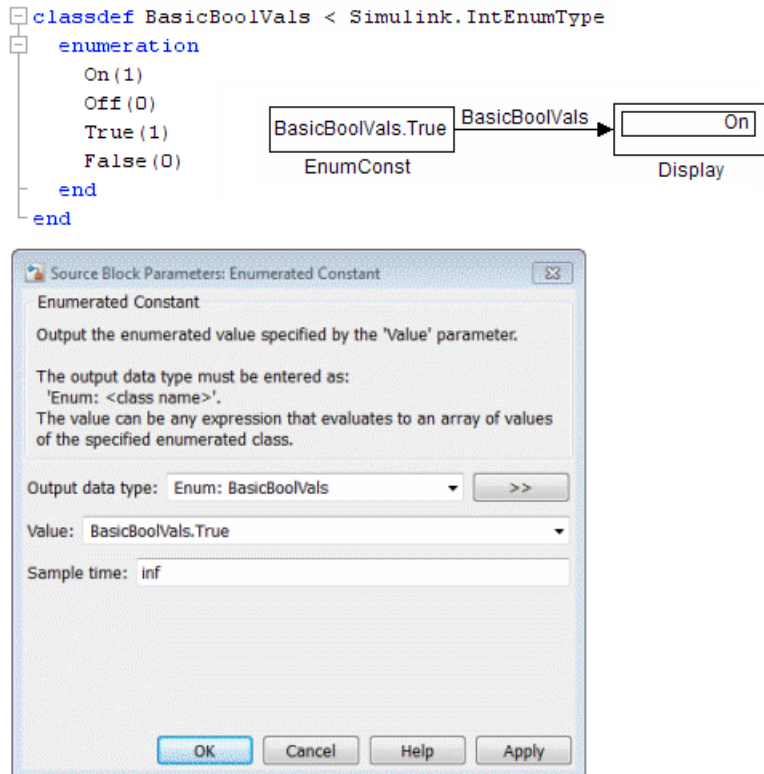 classdef BasicBoolVals < Simulink.IntEnumType
enumeration
On(1)
Off(0)
True(1)
False(0)
end
end
BasicBoolVals.True
BasicBoolVals
On
EnumConst
Display
Source Block Parameters: Enumerated Constant
Enumerated Constant
Output the enumerated value specified by the 'Value' parameter.
The output data type must be entered as:
'Enum: <class name>'.
The value can be any expression that evaluates to an array of values
of the specified enumerated class.
Output data type: Enum: BasicBoolVals >>
Value: BasicBoolVals.True
Sample time: inf
OK Cancel Help Apply